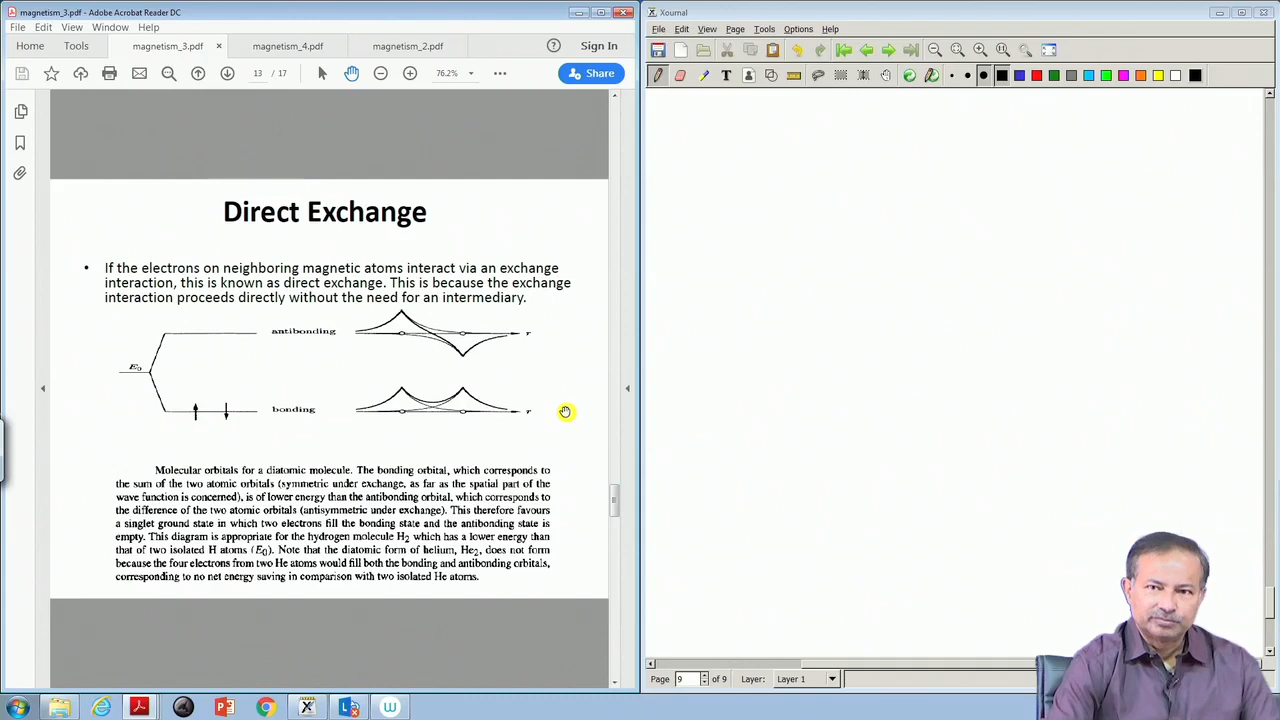 magnetism_3.pdf - Adobe Acrobat Reader DC
File Edit View Window Help
Home Tools magnetism_3.pdf × magnetism_4.pdf magnetism_2.pdf Sign In
13 / 17 76.2% Share
Direct Exchange
• If the electrons on neighboring magnetic atoms interact via an exchange
interaction, this is known as direct exchange. This is because the exchange
interaction proceeds directly without the need for an intermediary.
antibonding r
E0
bonding r
Molecular orbitals for a diatomic molecule. The bonding orbital, which corresponds to
the sum of the two atomic orbitals (symmetric under exchange, as far as the spatial part of the
wave function is concerned), is of lower energy than the antibonding orbital, which corresponds to
the difference of the two atomic orbitals (antisymmetric under exchange). This therefore favours
a singlet ground state in which two electrons fill the bonding state and the antibonding state is
empty. This diagram is appropriate for the hydrogen molecule H2 which has a lower energy than
that of two isolated H atoms (E0). Note that the diatomic form of helium, He2, does not form
because the four electrons from two He atoms would fill both the bonding and antibonding orbitals,
corresponding to no net energy saving in comparison with two isolated He atoms.
Xournal
File Edit View Page Tools Options Help
T
Page 9 of 9 Layer: Layer 1